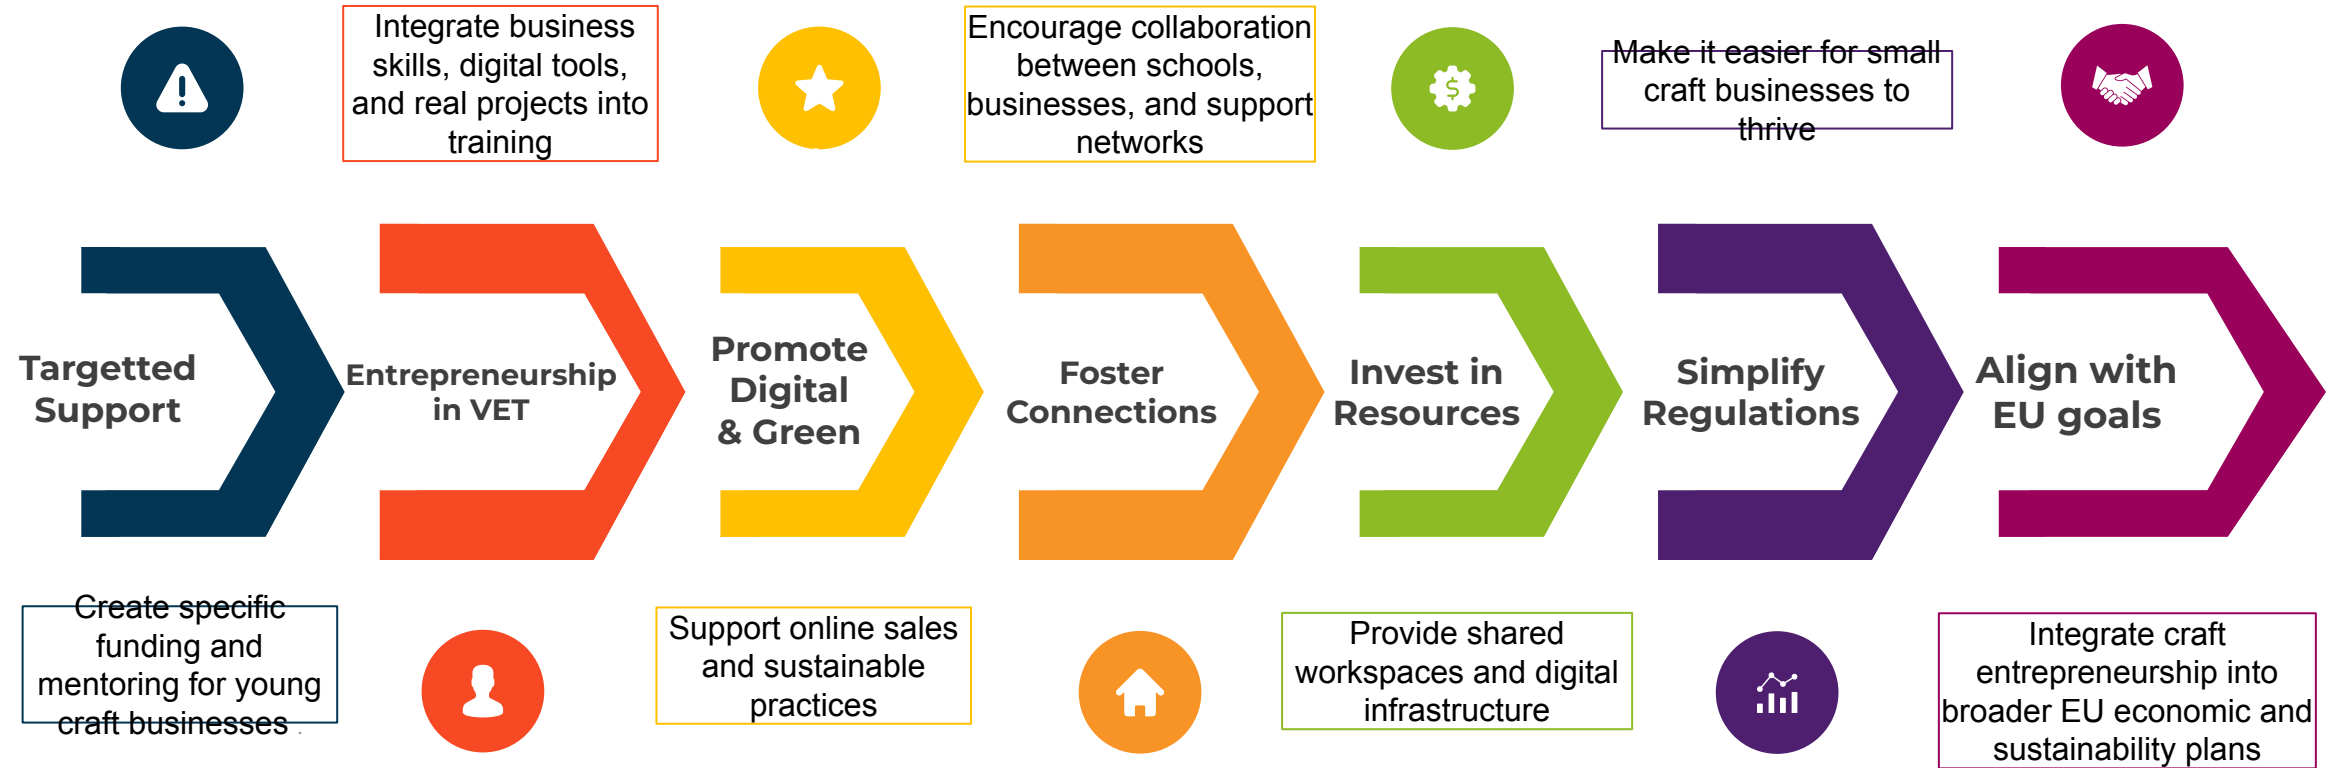 Integrate business
skills, digital tools,
and real projects into
training
Encourage collaboration
between schools,
businesses, and support
networks
Make it easier for small
craft businesses to
thrive
Targetted
Support
Entrepreneurship
in VET
Promote
Digital
& Green
Foster
Connections
Invest in
Resources
Simplify
Regulations
Align with
EU goals
Create specific
funding and
mentoring for young
craft businesses .
Support online sales
and sustainable
practices
Provide shared
workspaces and digital
infrastructure
Integrate craft
entrepreneurship into
broader EU economic and
sustainability plans